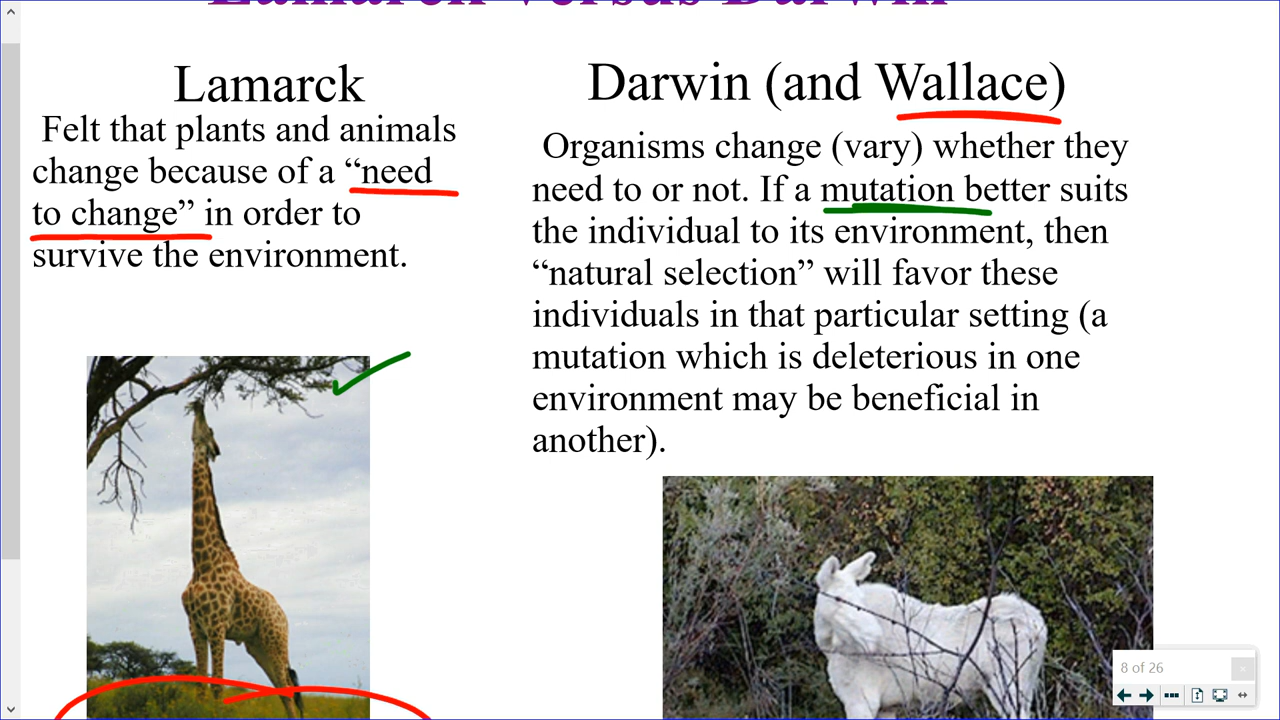 Lamarck versus Darwin
Lamarck
Felt that plants and animals
change because of a “need
to change” in order to
survive the environment.
Darwin (and Wallace)
Organisms change (vary) whether they
need to or not. If a mutation better suits
the individual to its environment, then
“natural selection” will favor these
individuals in that particular setting (a
mutation which is deleterious in one
environment may be beneficial in
another).
8 of 26